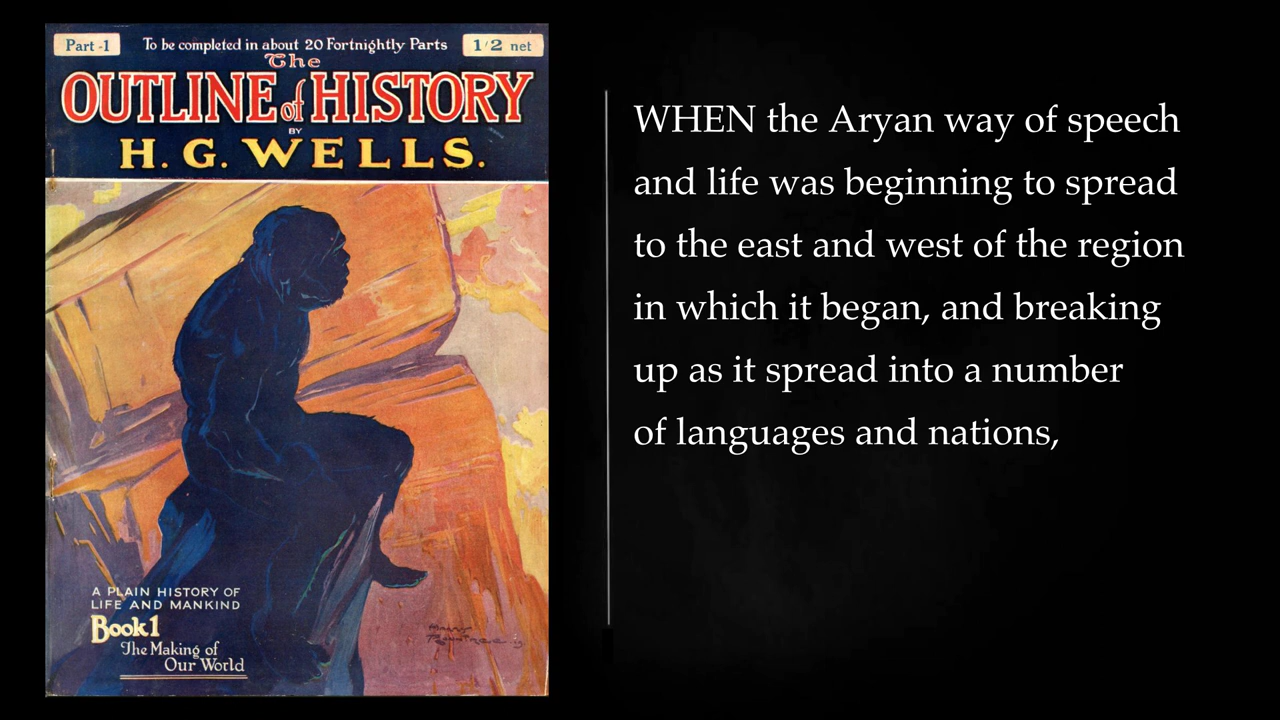 Part -1
To be completed in about 20 Fortnightly Parts
1/2 net
The
OUTLINE of HISTORY
BY
H. G. WELLS.
A PLAIN HISTORY OF
LIFE AND MANKIND
Book 1
The Making of
Our World
WHEN the Aryan way of speech
and life was beginning to spread
to the east and west of the region
in which it began, and breaking
up as it spread into a number
of languages and nations,